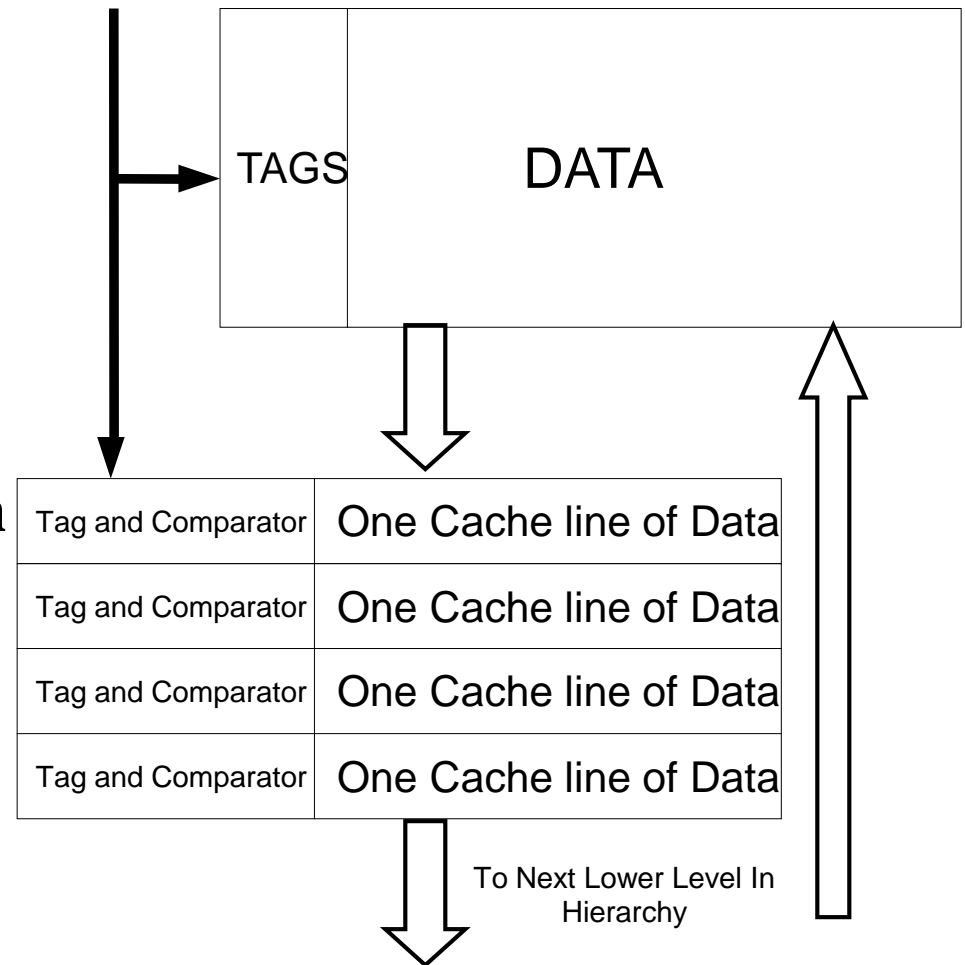 TAGS
DATA
Tag and Comparator
One Cache line of Data
Tag and Comparator
One Cache line of Data
Tag and Comparator
One Cache line of Data
Tag and Comparator
One Cache line of Data
To Next Lower Level In
Hierarchy